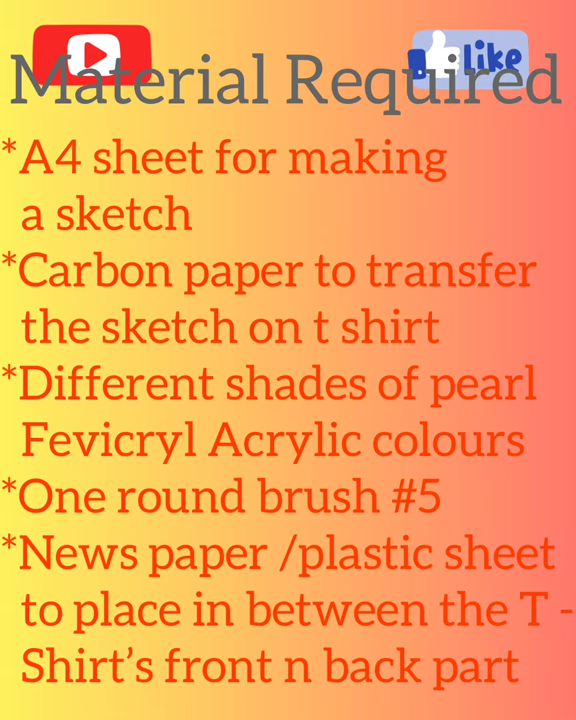 like
Material Required
*A4 sheet for making
a sketch
*Carbon paper to transfer
the sketch on t shirt
*Different shades of pearl
Fevicryl Acrylic colours
*One round brush #5
*News paper /plastic sheet
to place in between the T -
Shirt's front n back part